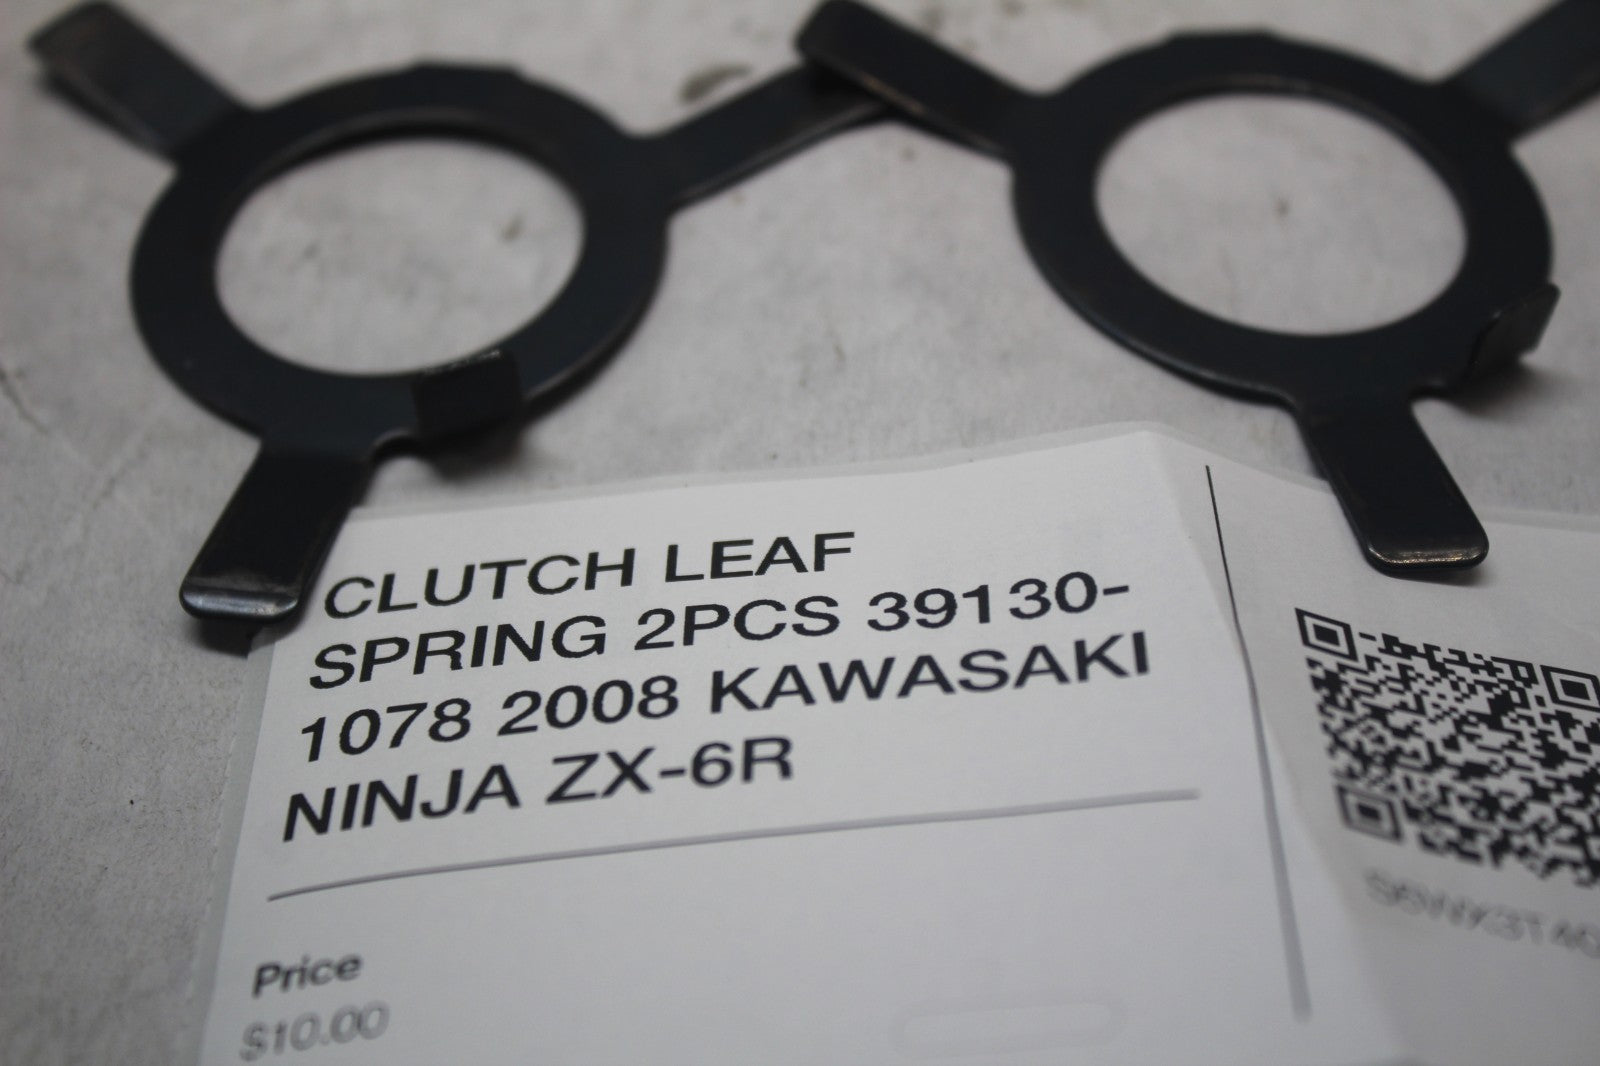 CLUTCH LEAF
SPRING 2PCS 39130-
1078 2008 KAWASAKI
NINJA ZX-6R
Price
$10.00